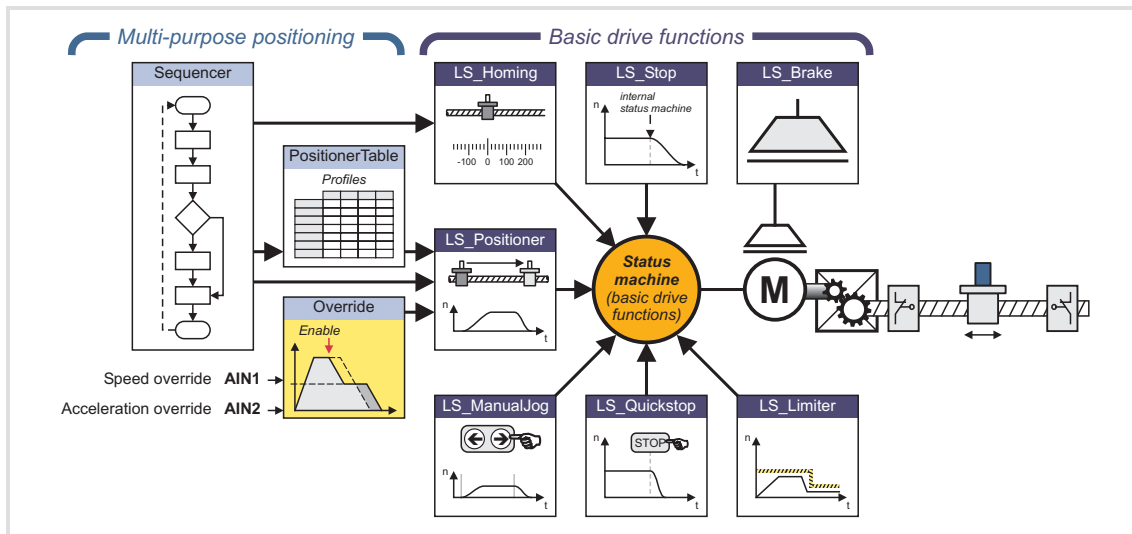 Multi-purpose positioning
Basic drive functions
Sequencer
LS_Homing
LS_Stop
LS_Brake
n
internal
status machine
t
-100 0 100 200
PositionerTable
Profiles
LS_Positioner
Status
machine
(basic drive
functions)
M
Override
Enable
Speed override AIN1
Acceleration override AIN2
LS_ManualJog
LS_Quickstop
LS_Limiter
n
t
n
STOP
t
n
t